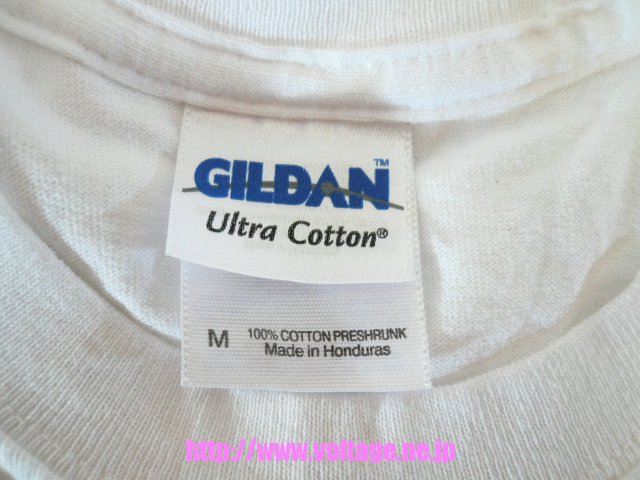 GILDAN™
Ultra Cotton®
M 100% COTTON PRESHRUNK
Made in Honduras
http://www.voltage.ne.jp